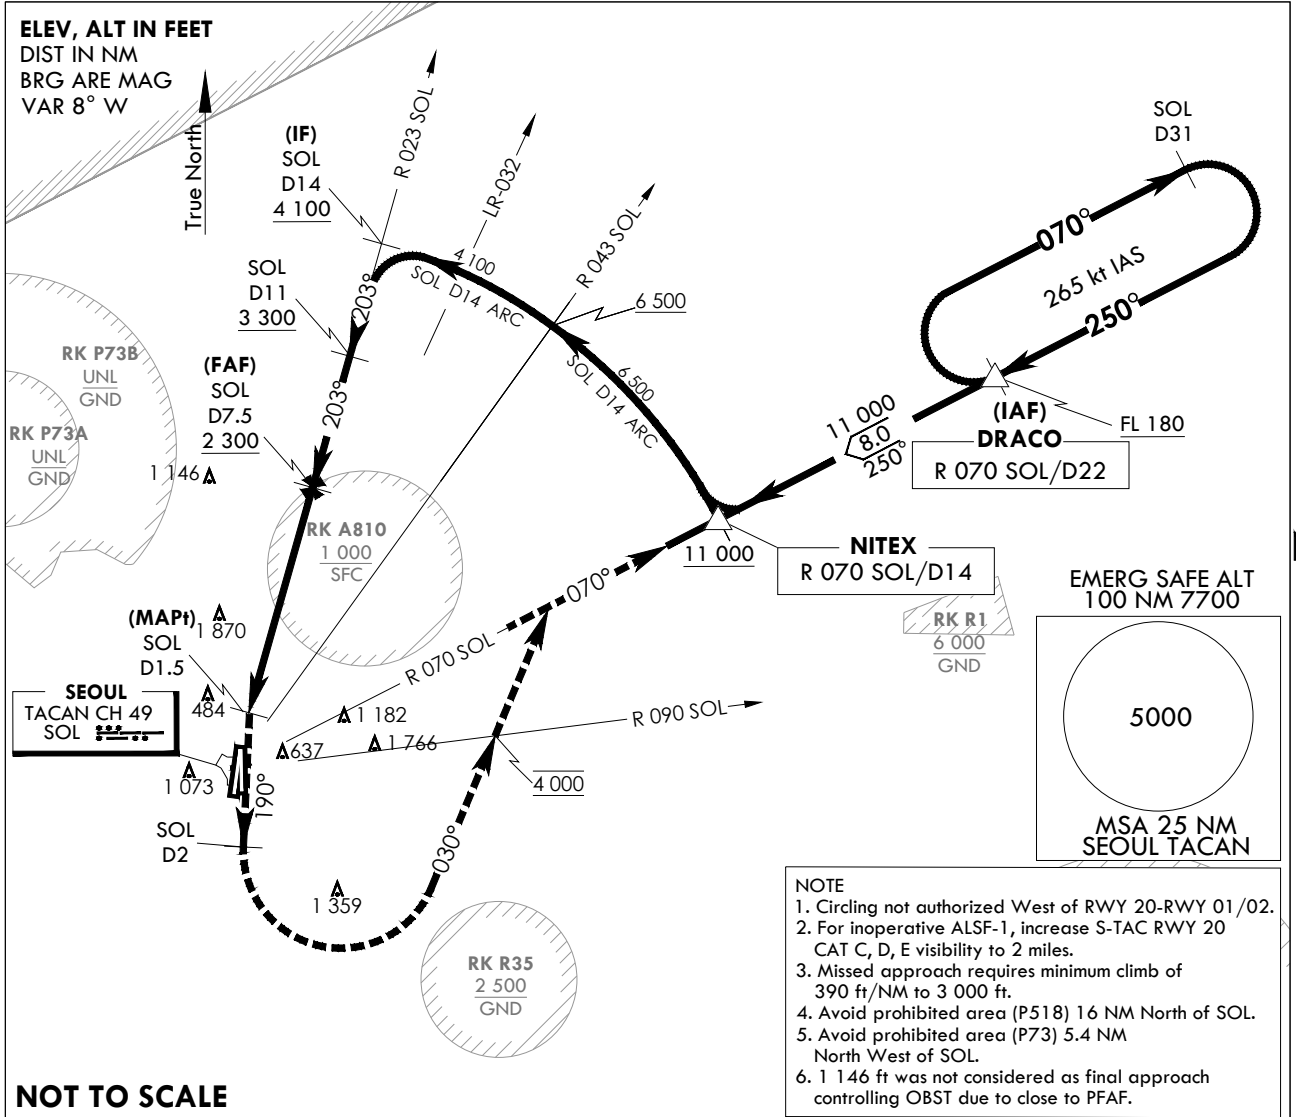 ELEV, ALT IN FEET
DIST IN NM
BRG ARE MAG
VAR 8° W
True North
(IF)
SOL
D14
4 100
R 023 SOL
LR-032
R 043 SOL
4 100
SOL D14 ARC
6 500
6 500
SOL D14 ARC
SOL
D31
070°
265 kt IAS
250°
(IAF)
DRACO
R 070 SOL/D22
FL 180
11 000
8.0
250°
203°
SOL
D11
3 300
203°
(FAF)
SOL
D7.5
2 300
RK P73B
UNL
GND
RK P73A
UNL
GND
1 146
RK A810
1 000
SFC
11 000
NITEX
R 070 SOL/D14
070°
R 070 SOL
RK R1
6 000
GND
EMERG SAFE ALT
100 NM 7700
5000
MSA 25 NM
SEOUL TACAN
1 870
(MAPt)
SOL
D1.5
484
SEOUL
TACAN CH 49
SOL
1 182
637
1 766
R 090 SOL
4 000
1 073
190°
SOL
D2
030°
1 359
RK R35
2 500
GND
NOTE
1. Circling not authorized West of RWY 20-RWY 01/02.
2. For inoperative ALSF-1, increase S-TAC RWY 20
CAT C, D, E visibility to 2 miles.
3. Missed approach requires minimum climb of
390 ft/NM to 3 000 ft.
4. Avoid prohibited area (P518) 16 NM North of SOL.
5. Avoid prohibited area (P73) 5.4 NM
North West of SOL.
6. 1 146 ft was not considered as final approach
controlling OBST due to close to PFAF.
NOT TO SCALE